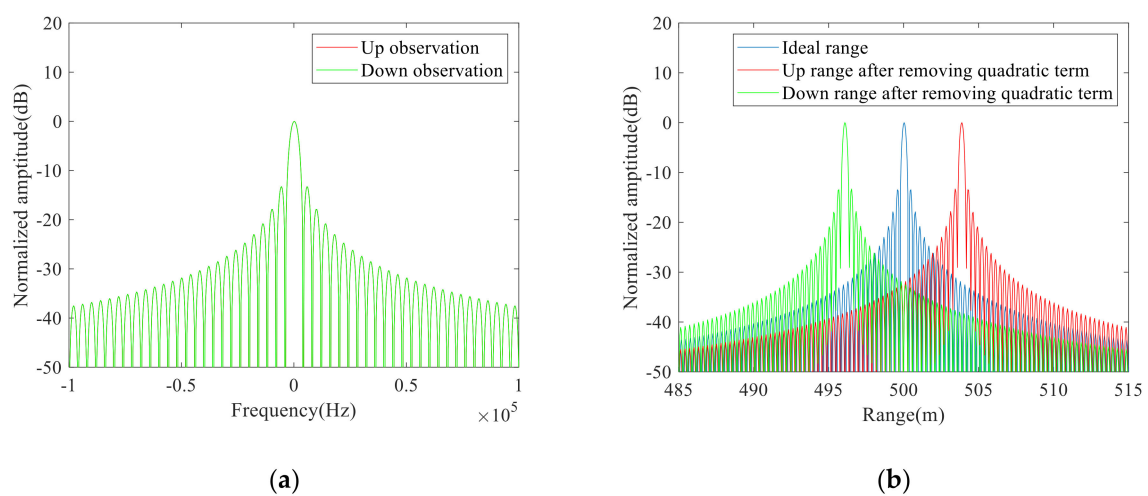 20
10
0
-10
-20
-30
-40
-50
Normalized amptitude(dB)
Up observation
Down observation
-1
-0.5
0
0.5
1
Frequency(Hz)
×10^5
(a)
20
10
0
-10
-20
-30
-40
-50
Normalized amptitude(dB)
Ideal range
Up range after removing quadratic term
Down range after removing quadratic term
485
490
495
500
505
510
515
Range(m)
(b)